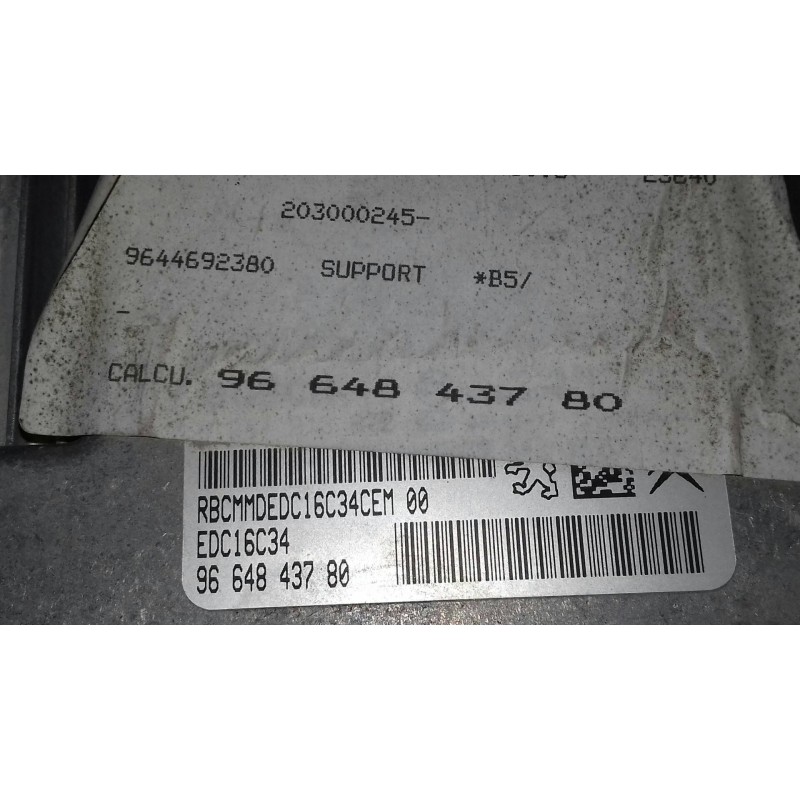 203000245-
9644692380 SUPPORT *B5/
-
CALCU. 96 648 437 80
RBCMMDEDC16C34CEM 00
EDC16C34
96 648 437 80